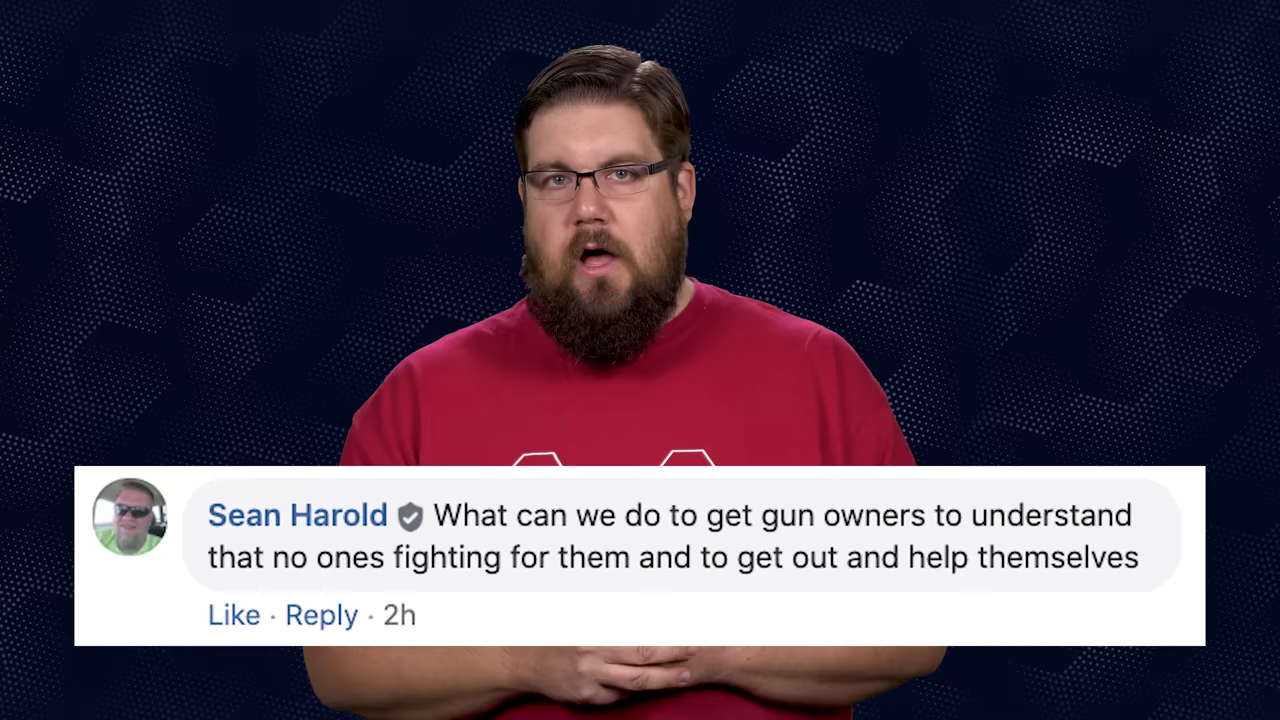 Sean Harold What can we do to get gun owners to understand
that no ones fighting for them and to get out and help themselves
Like · Reply · 2h